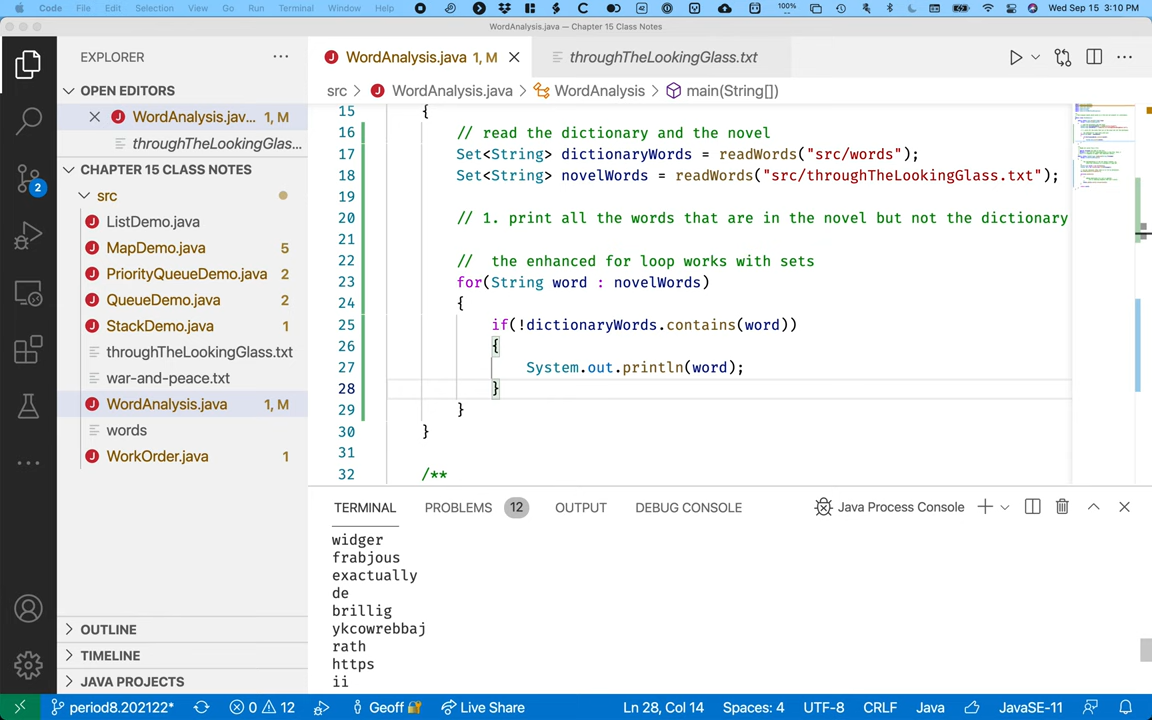 Code File Edit Selection View Go Run Terminal Window Help 100% Wed Sep 15 3:10 PM
WordAnalysis.java — Chapter 15 Class Notes
EXPLORER
WordAnalysis.java 1, M
throughTheLookingGlass.txt
src > WordAnalysis.java > WordAnalysis > main(String[])
OPEN EDITORS
WordAnalysis.jav... 1, M
throughTheLookingGlas...
CHAPTER 15 CLASS NOTES
src
ListDemo.java
MapDemo.java 5
PriorityQueueDemo.java 2
QueueDemo.java 2
StackDemo.java 1
throughTheLookingGlass.txt
war-and-peace.txt
WordAnalysis.java 1, M
words
WorkOrder.java 1
OUTLINE
TIMELINE
JAVA PROJECTS
2
15 {
16 // read the dictionary and the novel
17 Set<String> dictionaryWords = readWords("src/words");
18 Set<String> novelWords = readWords("src/throughTheLookingGlass.txt");
19
20 // 1. print all the words that are in the novel but not the dictionary
21
22 // the enhanced for loop works with sets
23 for(String word : novelWords)
24 {
25 if(!dictionaryWords.contains(word))
26 {
27 System.out.println(word);
28 }
29 }
30 }
31
32 /**
TERMINAL PROBLEMS 12 OUTPUT DEBUG CONSOLE Java Process Console
widger
frabjous
exactually
de
brillig
ykcowrebbaj
rath
https
ii
period8.202122* 0 12 Geoff Live Share Ln 28, Col 14 Spaces: 4 UTF-8 CRLF Java JavaSE-11